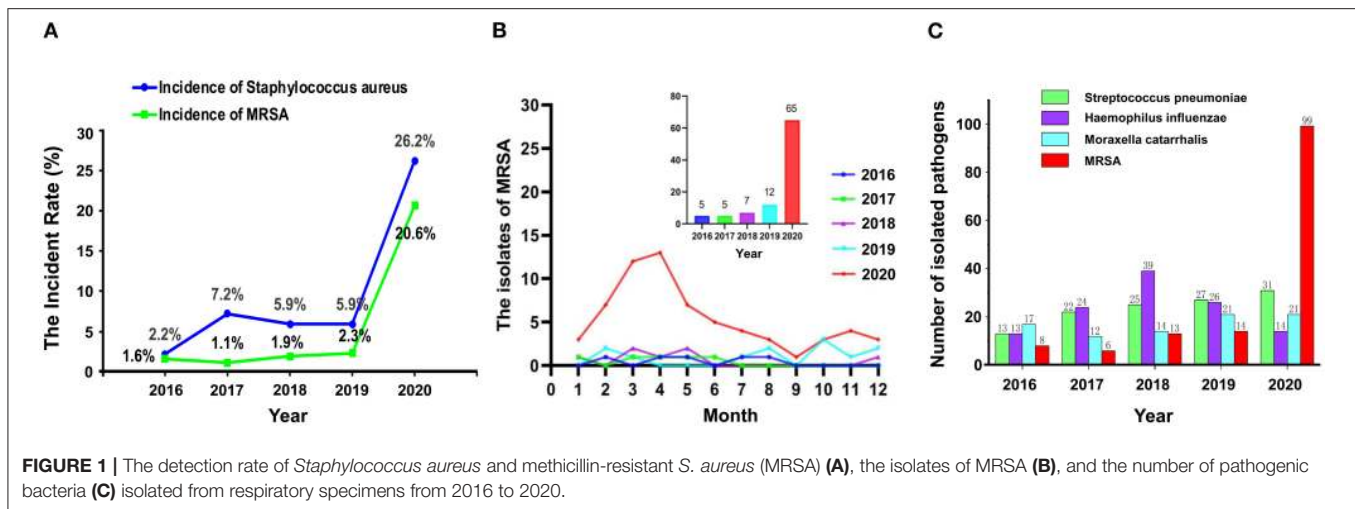 A
Incidence of Staphylococcus aureus
Incidence of MRSA
The Incident Rate (%)
30
25
20
15
10
5
0
2.2%
7.2%
5.9%
5.9%
26.2%
1.6%
1.1%
1.9%
2.3%
20.6%
2016 2017 2018 2019 2020
Year
B
The isolates of MRSA
30
25
20
15
10
5
0
80
60
40
20
0
5 5 7 12 65
2016 2017 2018 2019 2020
Year
2016
2017
2018
2019
2020
0 1 2 3 4 5 6 7 8 9 10 11 12
Month
C
Streptococcus pneumoniae
Haemophilus influenzae
Moraxella catarrhalis
MRSA
Number of isolated pathogens
100
80
60
40
20
0
13 13 17 8
22 24 12 6
25 39 14 13
27 26 21 14
31 14 21 99
2016 2017 2018 2019 2020
Year
FIGURE 1 | The detection rate of Staphylococcus aureus and methicillin-resistant S. aureus (MRSA) (A), the isolates of MRSA (B), and the number of pathogenic
bacteria (C) isolated from respiratory specimens from 2016 to 2020.